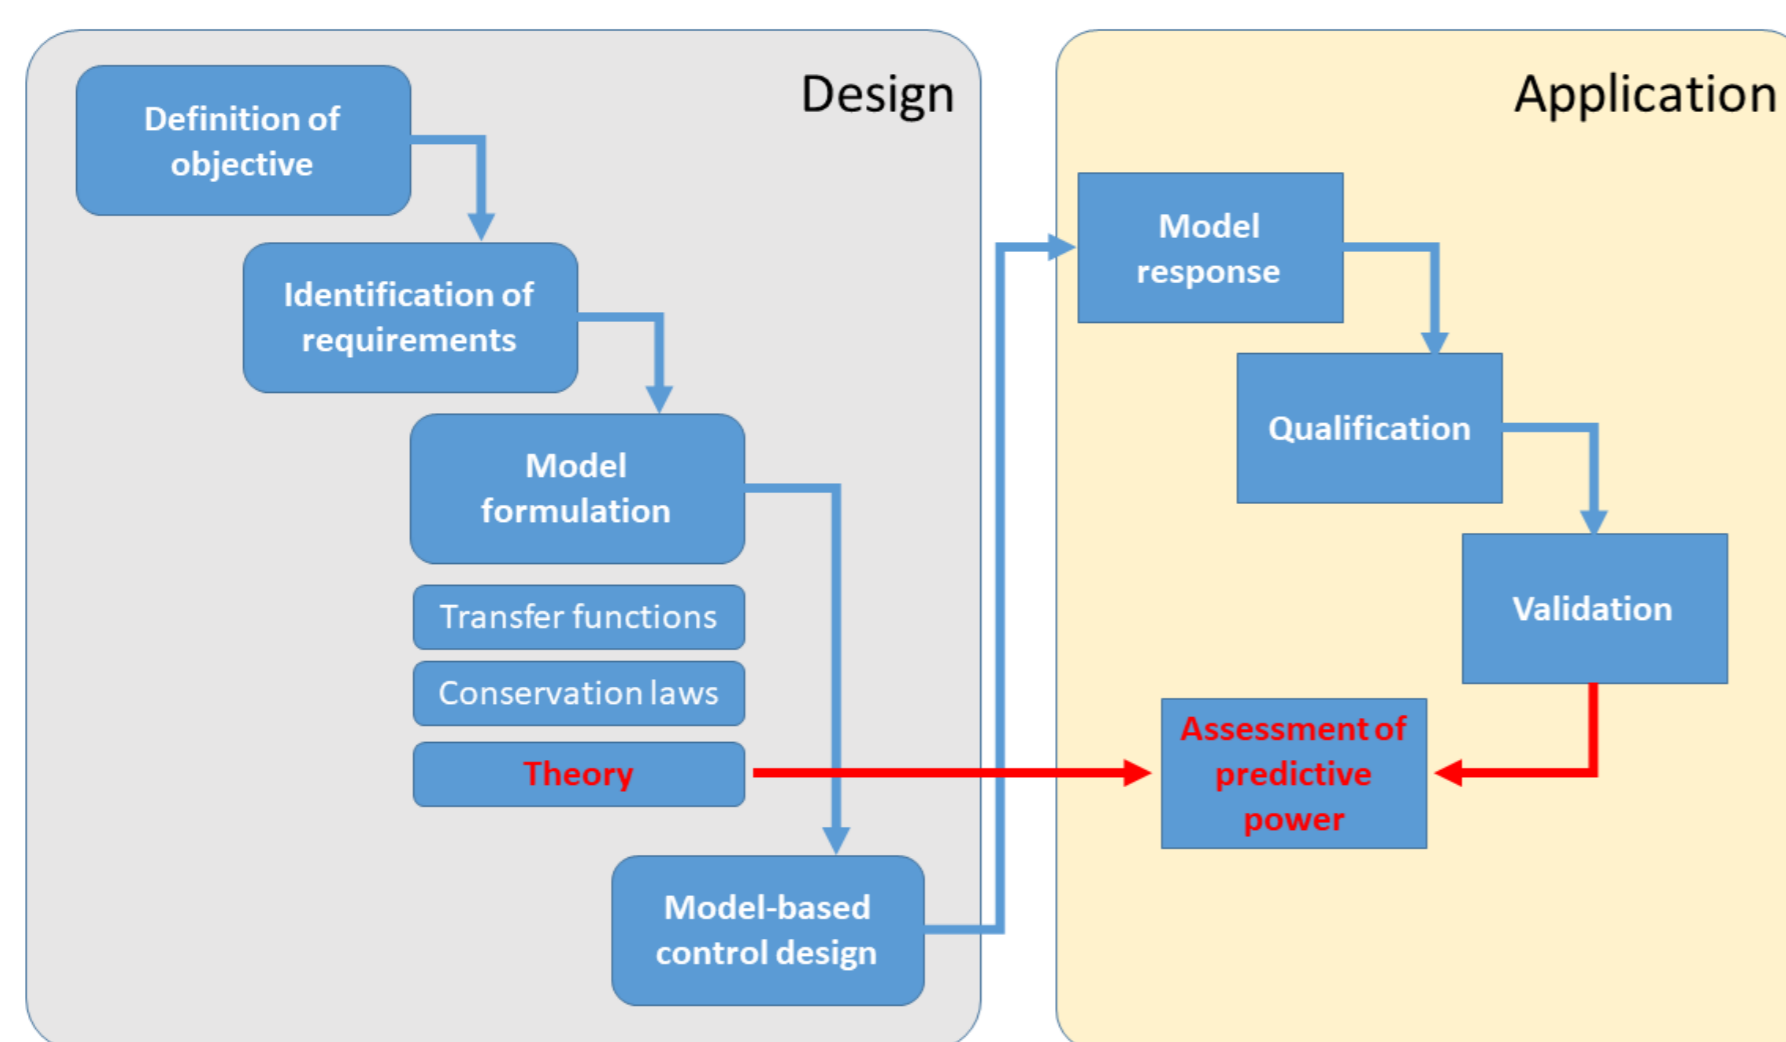 Design
Definition of
objective
Identification of
requirements
Model
formulation
Transfer functions
Conservation laws
Theory
Model-based
control design
Application
Model
response
Qualification
Validation
Assessment of
predictive
power